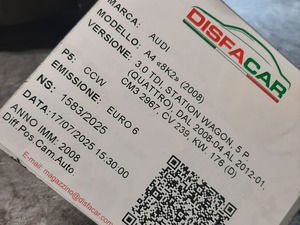 DISFACAR
MARCA: AUDI
MODELLO: A4 «8K2» (2008)
VERSIONE: 3.0 TDI, STATION WAGON, 5 P
(QUATTRO), DAL 2008-04 AL 2012-01,
CM3 2967, CV 239, KW, 176 (D)
P5: CCW
EMISSIONE: EURO 6
NS: 1583/2025
DATA: 17/07/2025 15:30:00
ANNO IMM: 2008
Diff.Pos.Cam.:Auto.
E-mail: magazzino@disfacar.com
disfacar.com